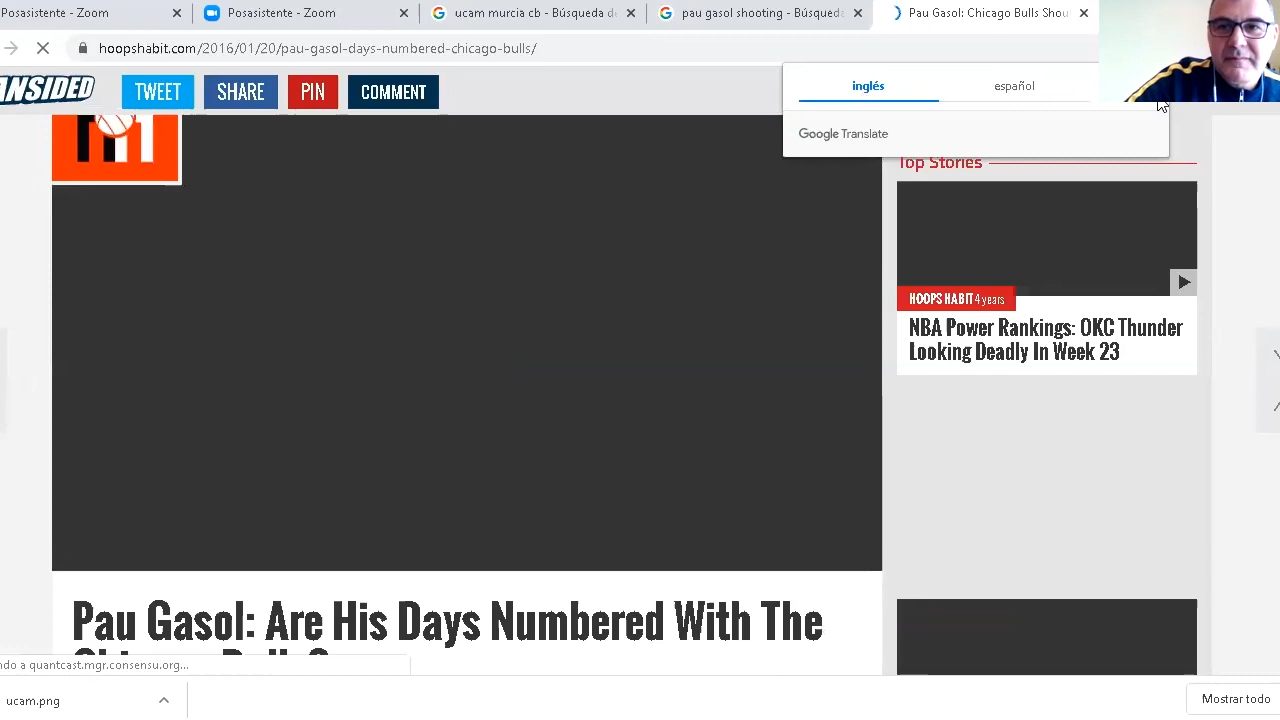 Posasistente - Zoom
Posasistente - Zoom
ucam murcia cb - Búsqueda d
pau gasol shooting - Búsqueda
Pau Gasol: Chicago Bulls Shou
hoopshabit.com/2016/01/20/pau-gasol-days-numbered-chicago-bulls/
NSIDED
TWEET
SHARE
PIN
COMMENT
inglés
español
Google Translate
Top Stories
HOOPS HABIT 4 years
NBA Power Rankings: OKC Thunder
Looking Deadly In Week 23
Pau Gasol: Are His Days Numbered With The
ndo a quantcast.mgr.consensu.org...
ucam.png
Mostrar todo